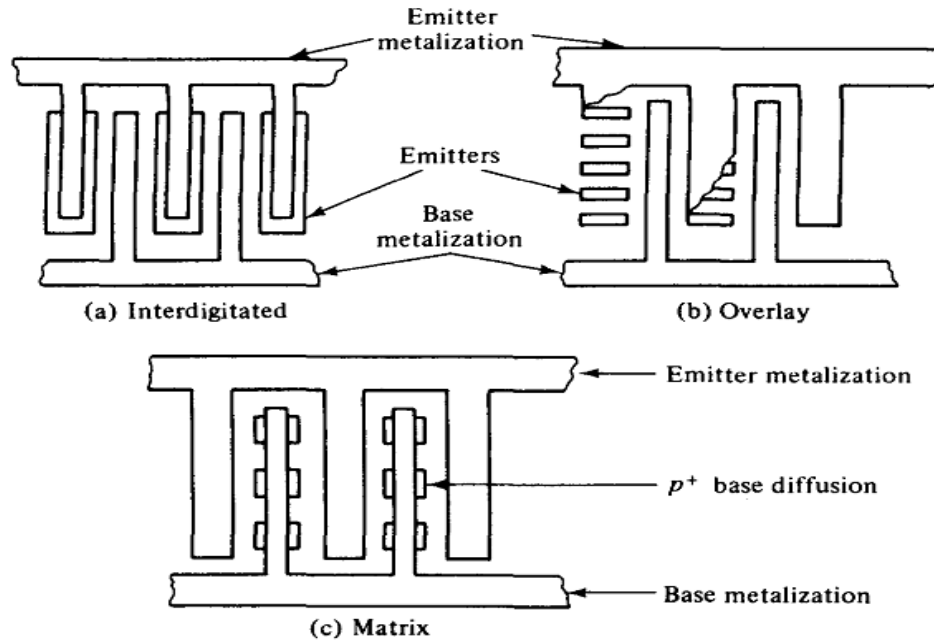 Emitter
metalization
Emitters
Base
metalization
(a) Interdigitated
(b) Overlay
Emitter metalization
p+ base diffusion
Base metalization
(c) Matrix